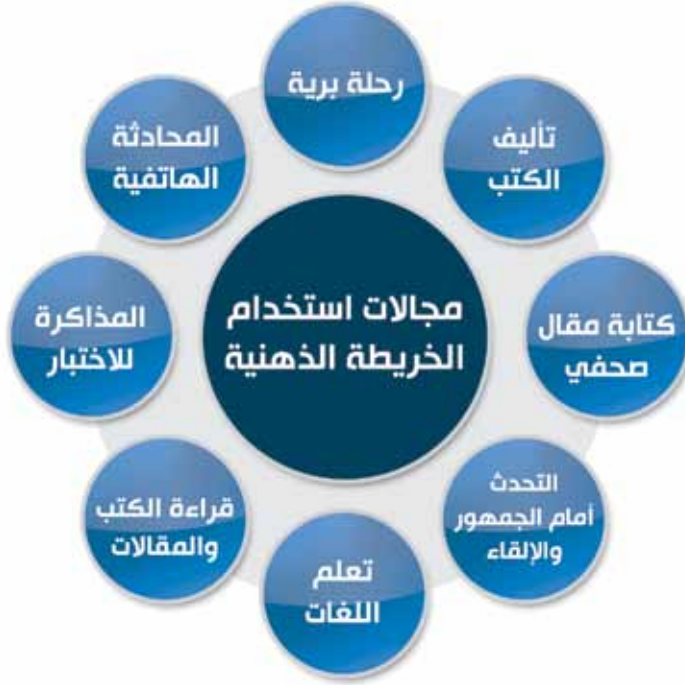 مجالات استخدام
الخريطة الذهنية
رحلة برية
تأليف
الكتب
كتابة مقال
صحفي
التحدث
أمام الجمهور
والإلقاء
تعلم
اللغات
قراءة الكتب
والمقالات
المذاكرة
للاختبار
المحادثة
الهاتفية